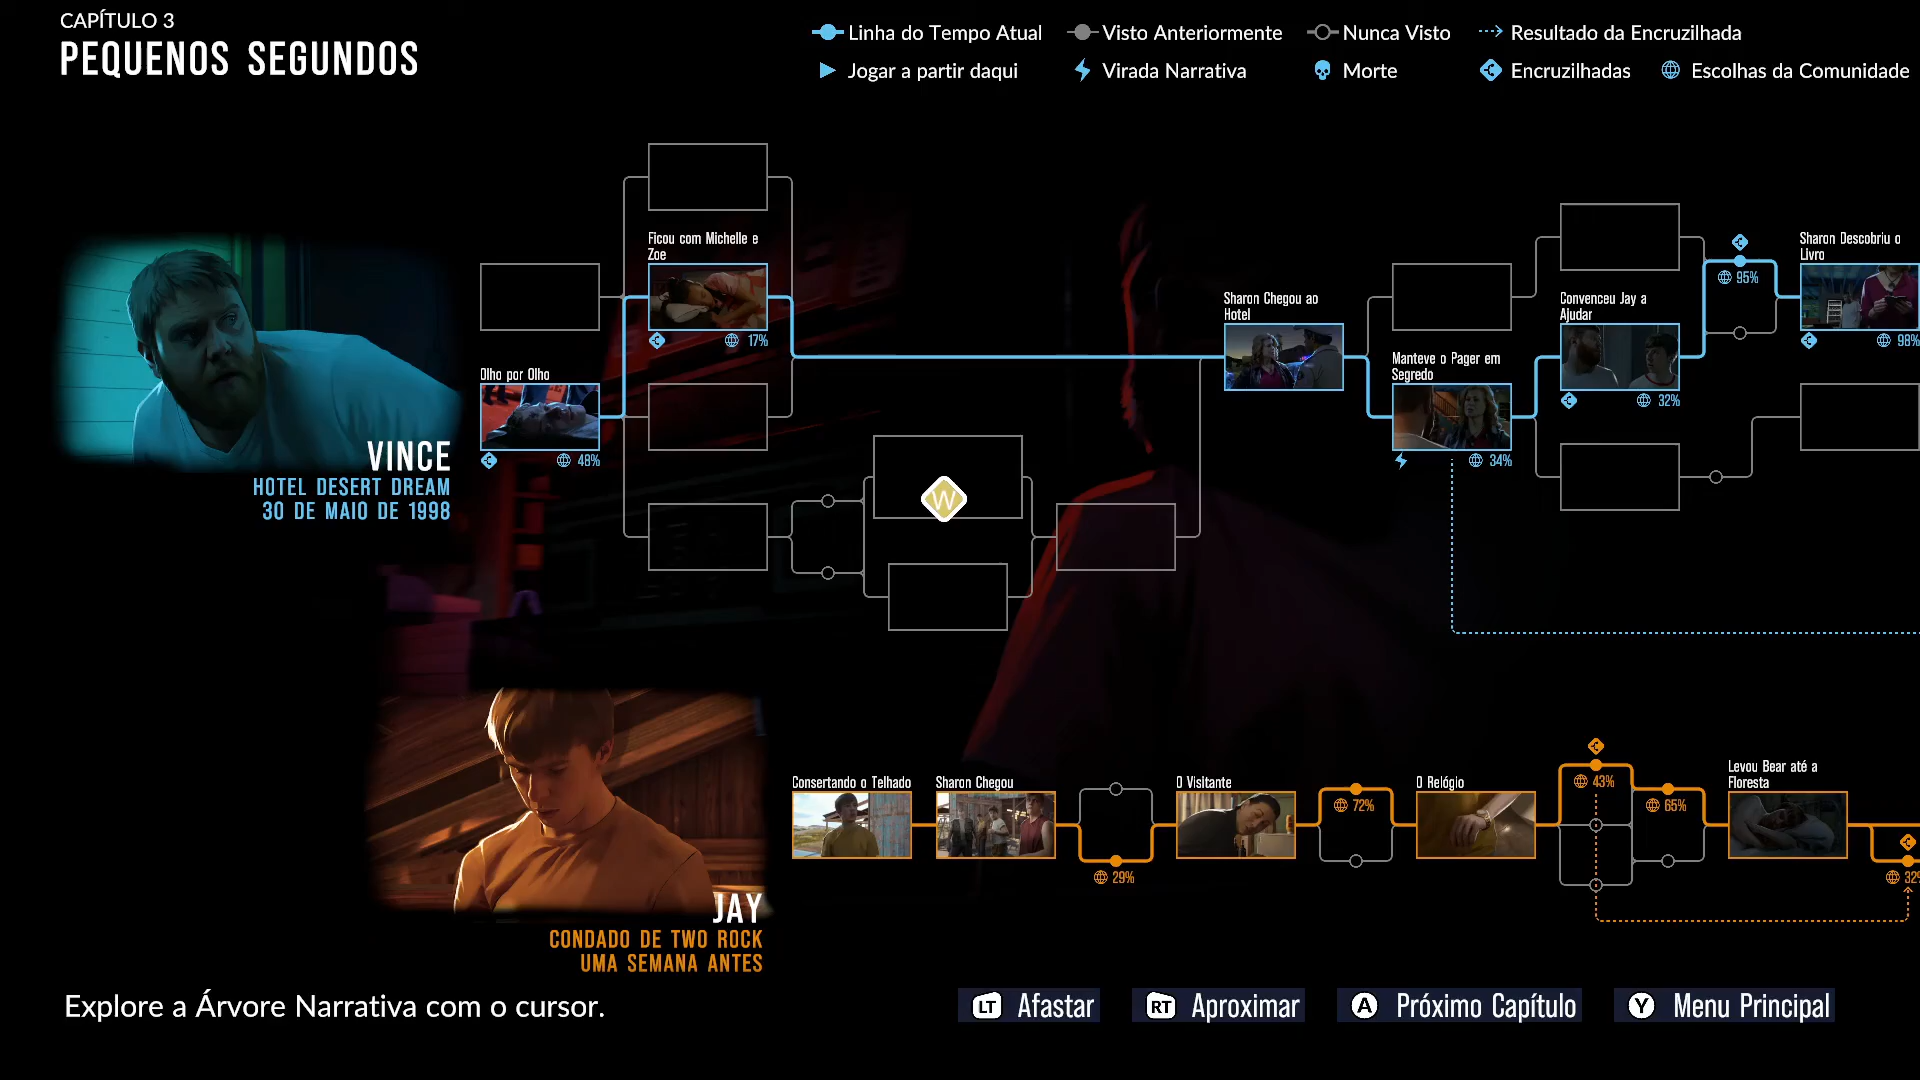 CAPÍTULO 3
PEQUENOS SEGUNDOS
Linha do Tempo Atual
Visto Anteriormente
Nunca Visto
Resultado da Encruzilhada
Jogar a partir daqui
Virada Narrativa
Morte
Encruzilhadas
Escolhas da Comunidade
VINCE
HOTEL DESERT DREAM
30 DE MAIO DE 1998
Olho por Olho
48%
Ficou com Michelle e
Zoe
17%
W
Sharon Chegou ao
Hotel
Manteve o Pager em
Segredo
34%
Convenceu Jay a
Ajudar
32%
95%
Sharon Descobriu o
Livro
98%
JAY
CONDADO DE TWO ROCK
UMA SEMANA ANTES
Consertando o Telhado
Sharon Chegou
29%
O Visitante
72%
O Relógio
43%
65%
Levou Bear até a
Floresta
32%
Explore a Árvore Narrativa com o cursor.
LT Afastar
RT Aproximar
A Próximo Capítulo
Y Menu Principal